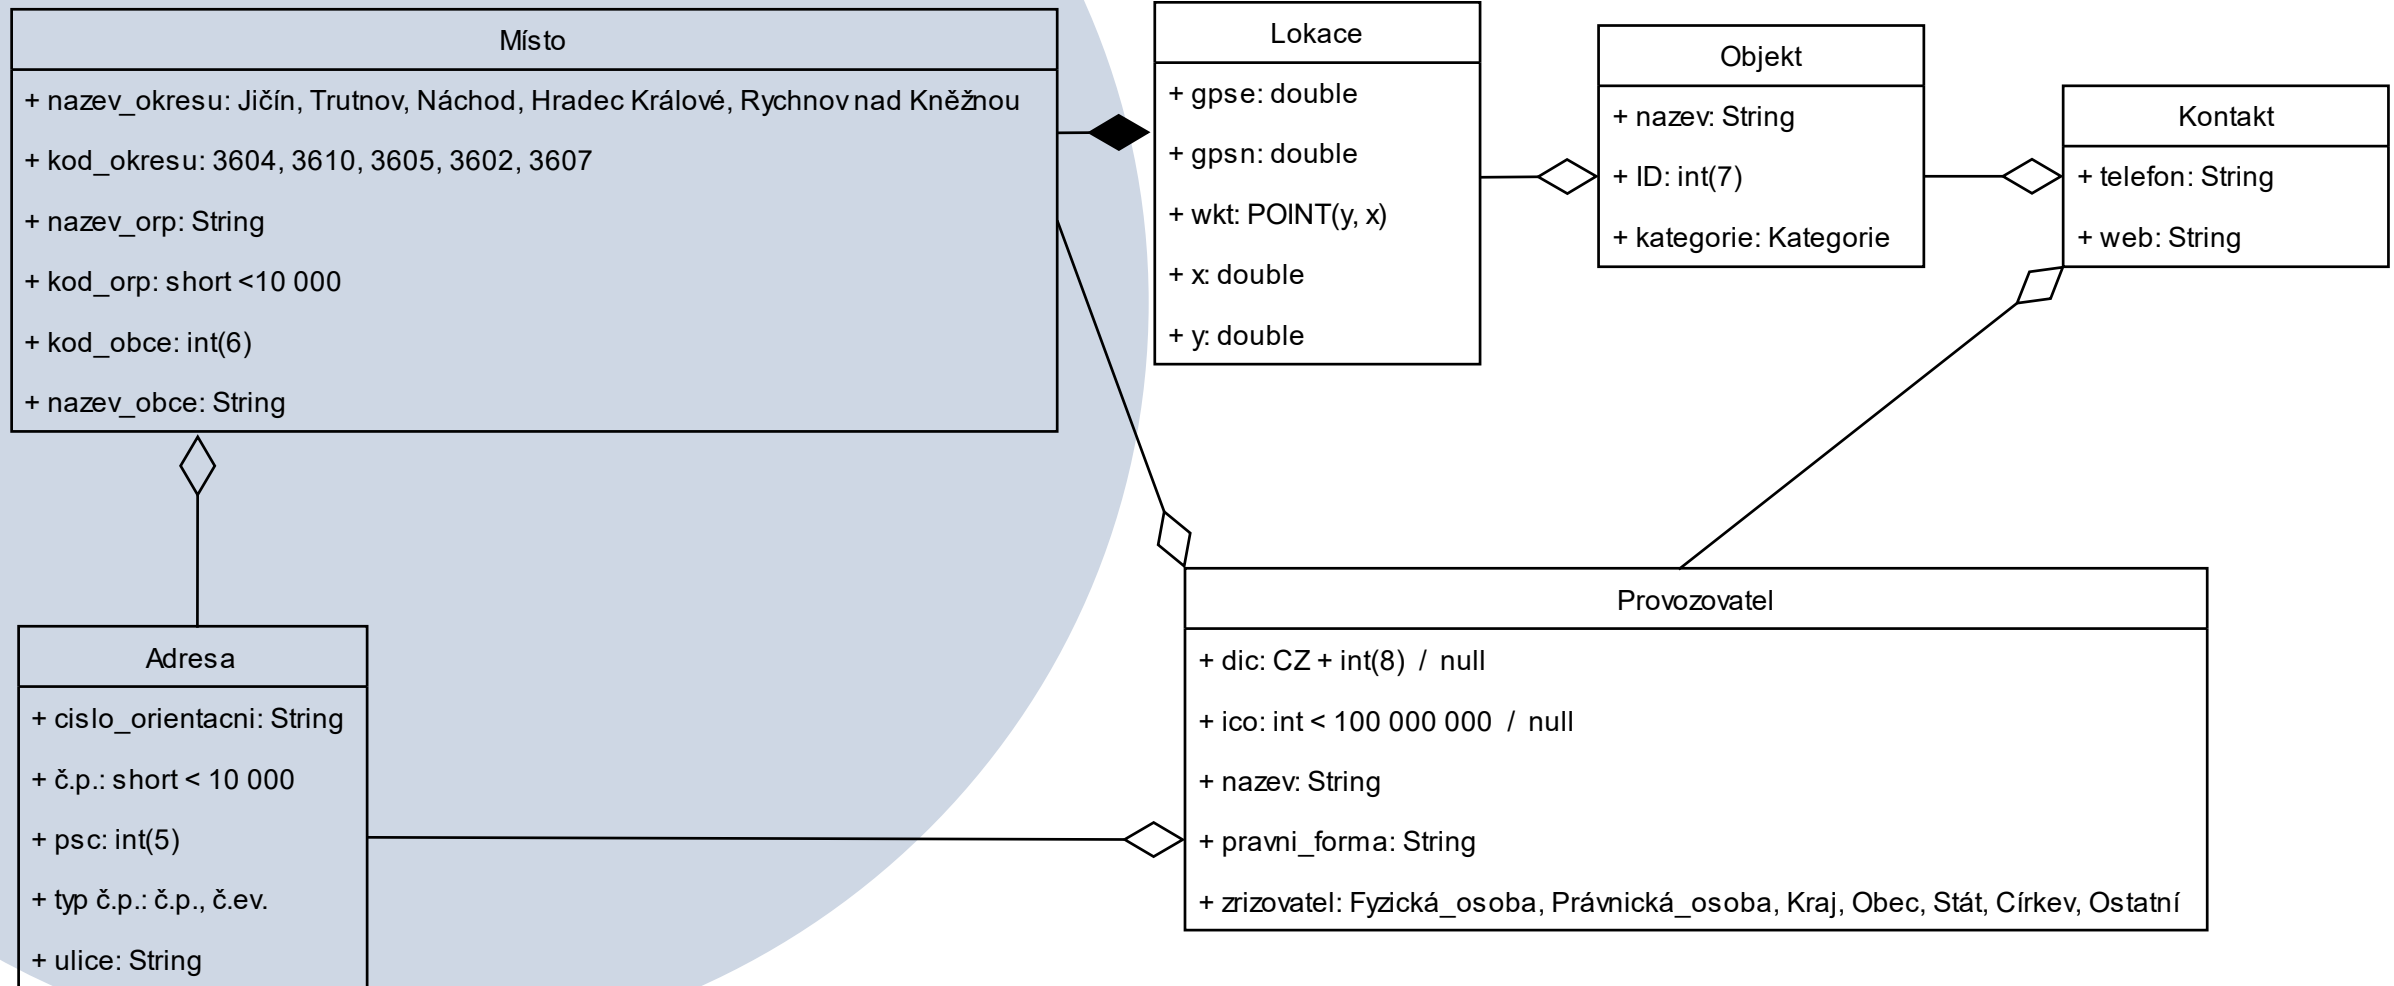 Místo
+ nazev_okresu: Jičín, Trutnov, Náchod, Hradec Králové, Rychnov nad Kněžnou
+ kod_okresu: 3604, 3610, 3605, 3602, 3607
+ nazev_orp: String
+ kod_orp: short <10 000
+ kod_obce: int(6)
+ nazev_obce: String
Lokace
+ gpse: double
+ gpsn: double
+ wkt: POINT(y, x)
+ x: double
+ y: double
Objekt
+ nazev: String
+ ID: int(7)
+ kategorie: Kategorie
Kontakt
+ telefon: String
+ web: String
Adresa
+ cislo_orientacni: String
+ č.p.: short < 10 000
+ psc: int(5)
+ typ č.p.: č.p., č.ev.
+ ulice: String
Provozovatel
+ dic: CZ + int(8) / null
+ ico: int < 100 000 000 / null
+ nazev: String
+ pravni_forma: String
+ zrizovatel: Fyzická_osoba, Právnická_osoba, Kraj, Obec, Stát, Církev, Ostatní